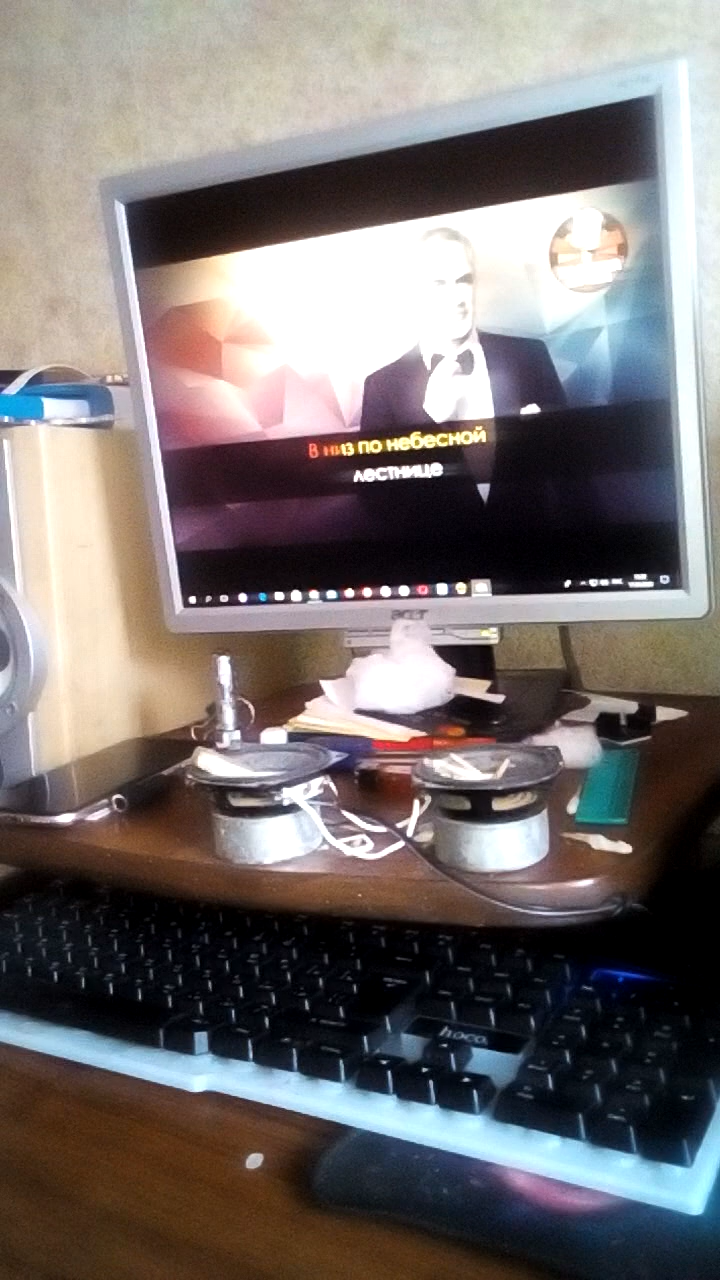 В низ по небесной
лестнице
acer
hoco.